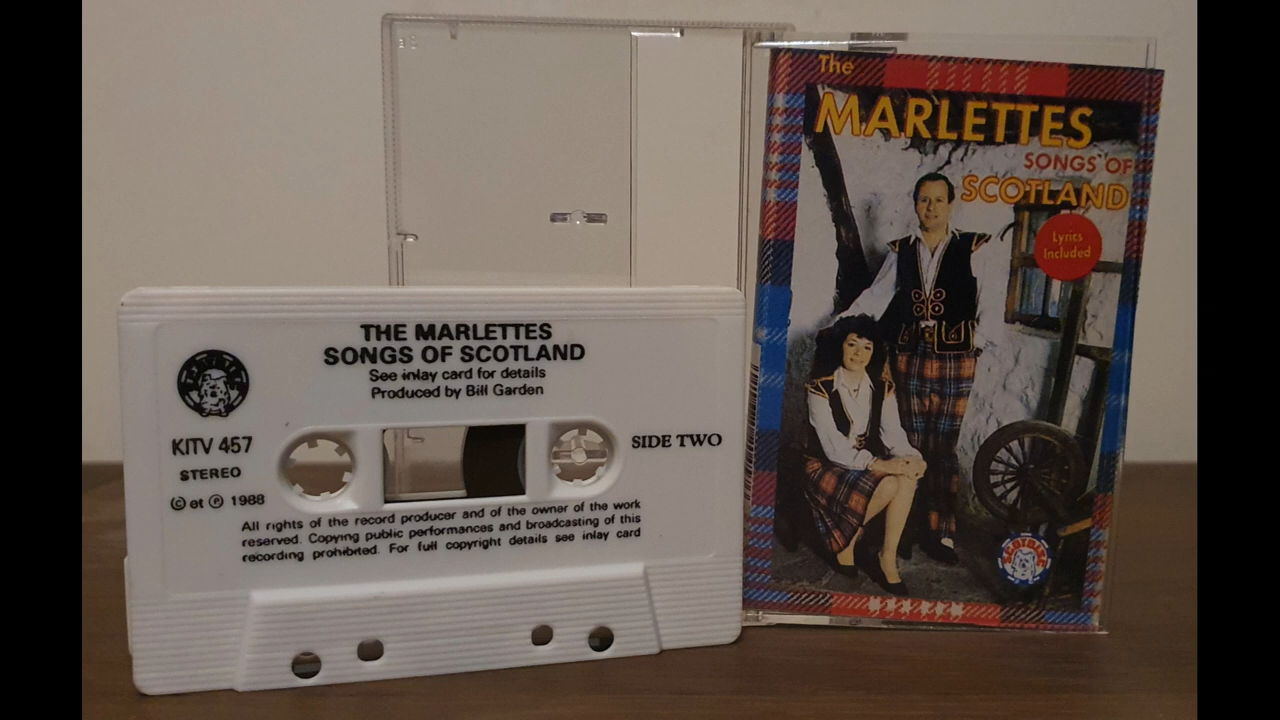 THE MARLETTES
SONGS OF SCOTLAND
See inlay card for details
Produced by Bill Garden
KITV 457
STEREO
© et ℗ 1988
SIDE TWO
All rights of the record producer and of the owner of the work
reserved. Copying public performances and broadcasting of this
recording prohibited. For full copyright details see inlay card
The
MARLETTES
SONGS OF
SCOTLAND
Lyrics
Included
SCOTDISC